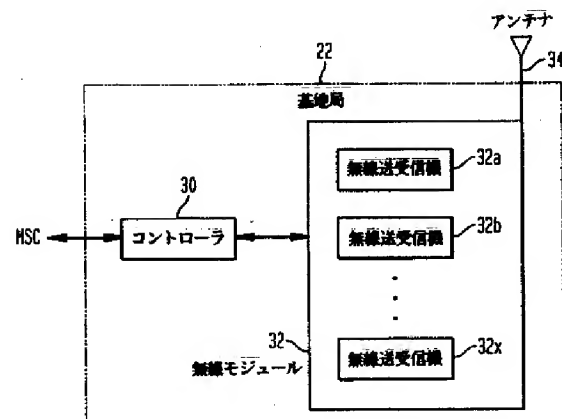 アンテナ
34
22
基地局
無線送受信機
32a
30
MSC
コントローラ
無線送受信機
32b
32
無線モジュール
無線送受信機
32x